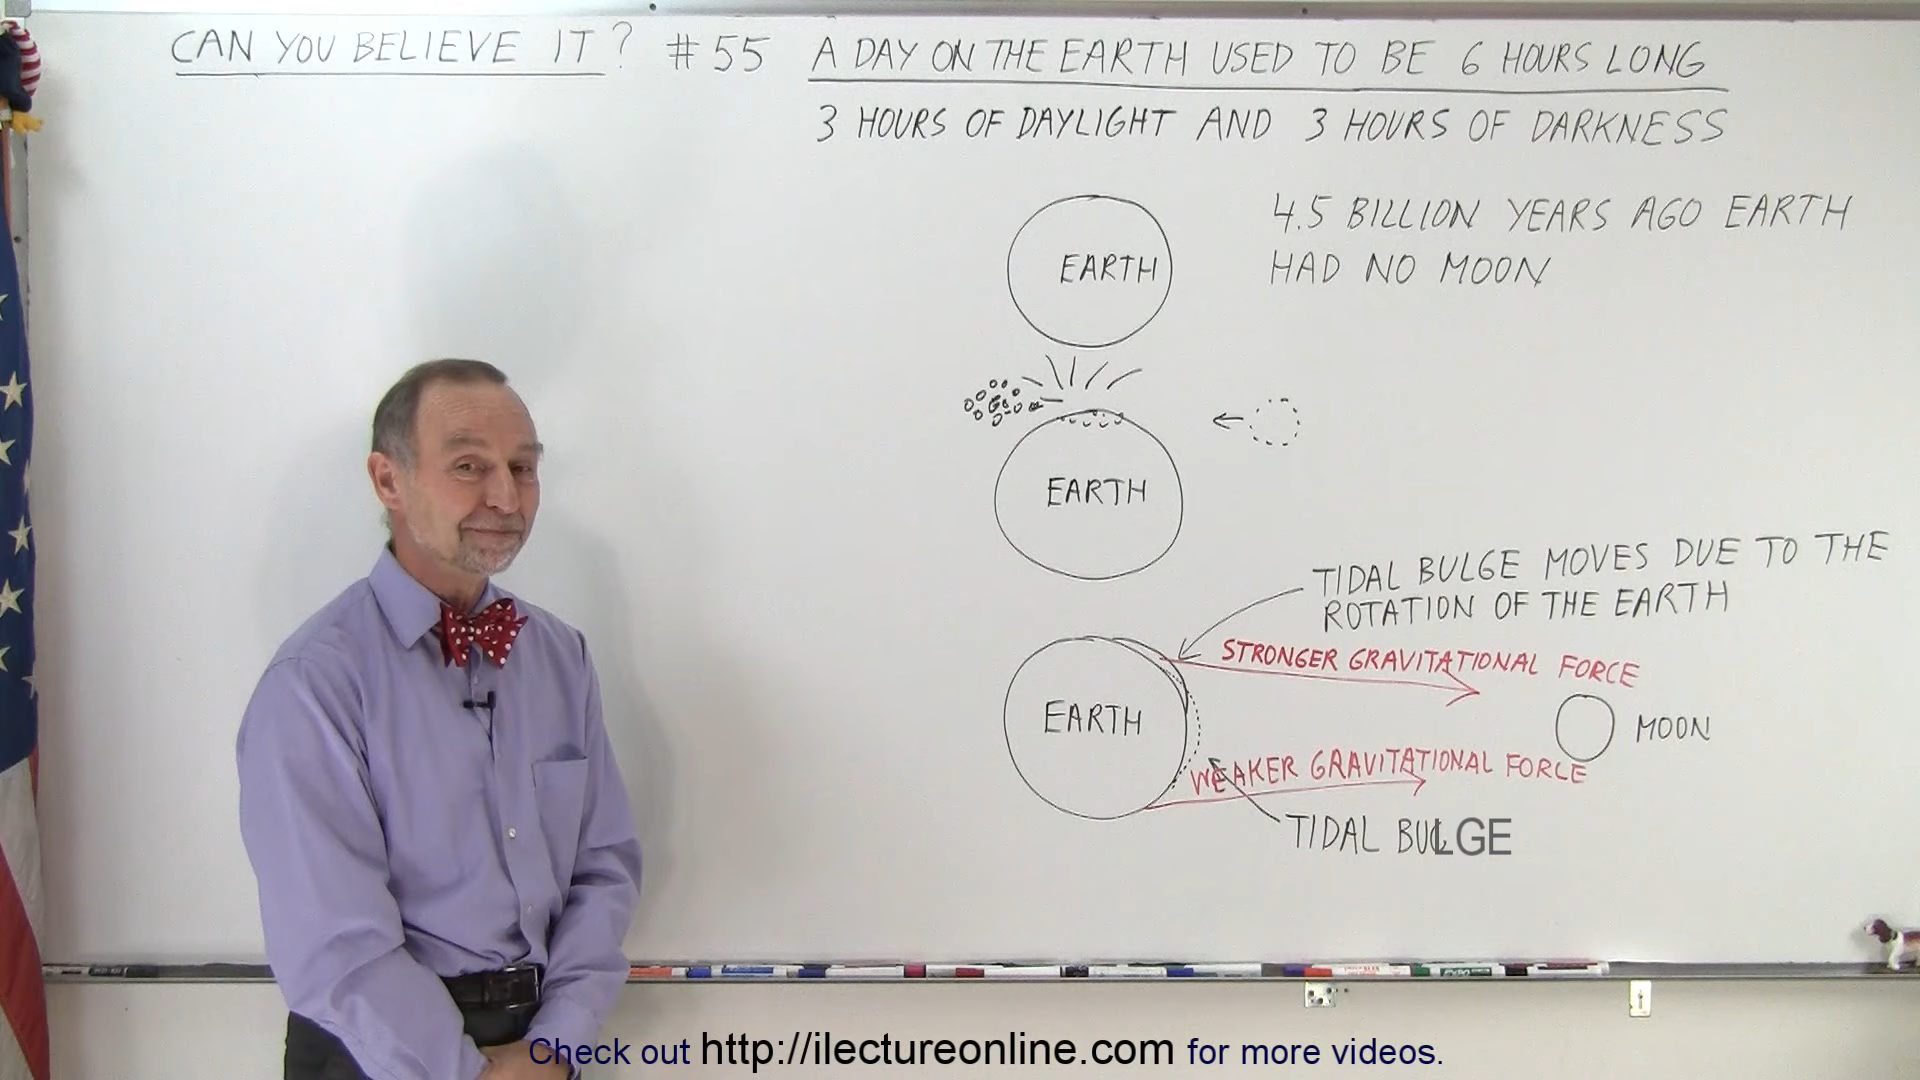 CAN YOU BELIEVE IT? #55 A DAY ON THE EARTH USED TO BE 6 HOURS LONG
3 HOURS OF DAYLIGHT AND 3 HOURS OF DARKNESS
EARTH
4.5 BILLION YEARS AGO EARTH
HAD NO MOON
EARTH
TIDAL BULGE MOVES DUE TO THE
ROTATION OF THE EARTH
STRONGER GRAVITATIONAL FORCE
EARTH
MOON
WEAKER GRAVITATIONAL FORCE
TIDAL BULGE
Check out http://ilectureonline.com for more videos.